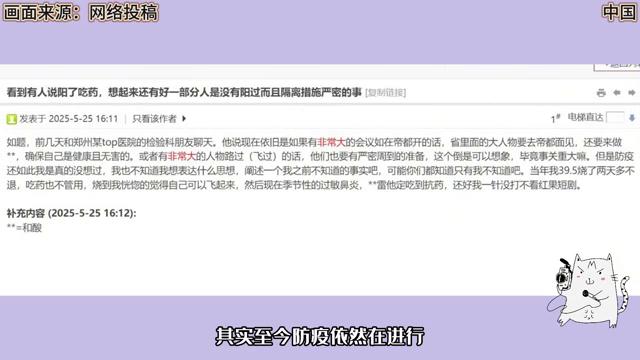 画面来源：网络投稿
中国
看到有人说阳了吃药，想起来还有好一部分人是没有阳过而且隔离措施严密的事 [复制链接]
发表于 2025-5-25 16:11 | 只看该作者
1# 电梯直达
如题，前几天和郑州某top医院的检验科朋友聊天。他说现在依旧是如果有非常大的会议如在帝都开的话，省里面的大人物要去帝都面见，还要来做
**，确保自己是健康且无害的。或者有非常大的人物路过（飞过）的话，他们也要有严密周到的准备，这个倒是可以想象，毕竟事关重大嘛。但是防疫
还如此我是真的没想过，我也不知道我想表达什么思想，阐述一个我之前不知道的事实吧，可能你们都知道只有我不知道吧。当年我39.5烧了两天多不
退，吃药也不管用，烧到我恍您的觉得自己可以飞起来，然后现在季节性的过敏鼻炎，**雷他定吃到抗药，还好我一针没打不看红果短剧。
补充内容 (2025-5-25 16:12):
**=和酸
其实至今防疫依然在进行